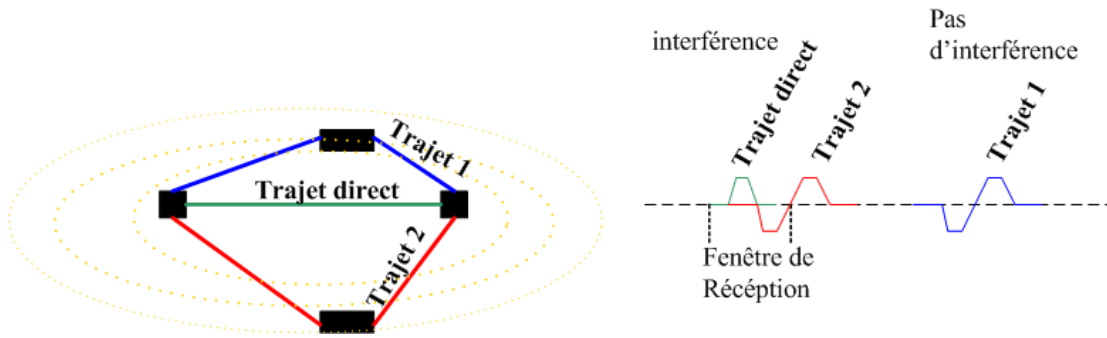 Trajet 1
Trajet direct
Trajet 2
interférence
Pas
d’interférence
Trajet direct
Trajet 2
Trajet 1
Fenêtre de
Récéption